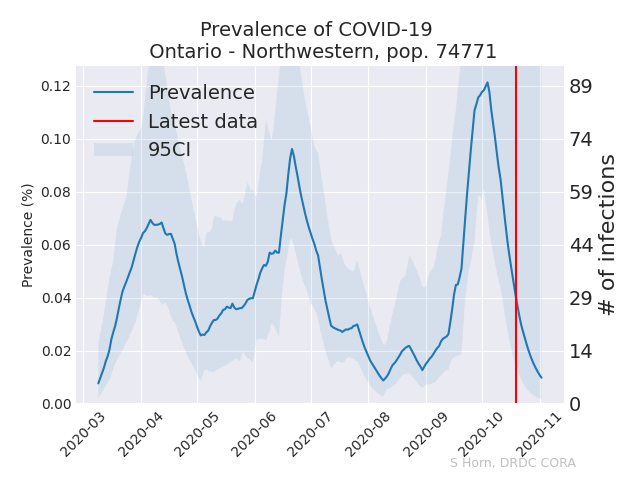 Prevalence of COVID-19
Ontario - Northwestern, pop. 74771
Prevalence
Latest data
95CI
Prevalence (%)
0.12
0.10
0.08
0.06
0.04
0.02
0.00
# of infections
89
74
59
44
29
14
0
2020-03
2020-04
2020-05
2020-06
2020-07
2020-08
2020-09
2020-10
2020-11
S Horn, DRDC CORA